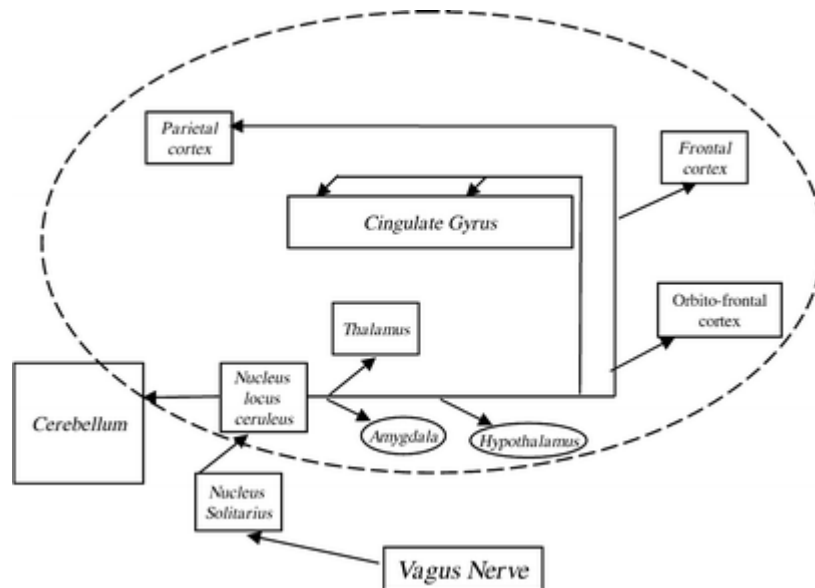 Parietal
cortex
Frontal
cortex
Cingulate Gyrus
Orbito-frontal
cortex
Thalamus
Nucleus
locus
ceruleus
Cerebellum
Amygdala
Hypothalamus
Nucleus
Solitarius
Vagus Nerve